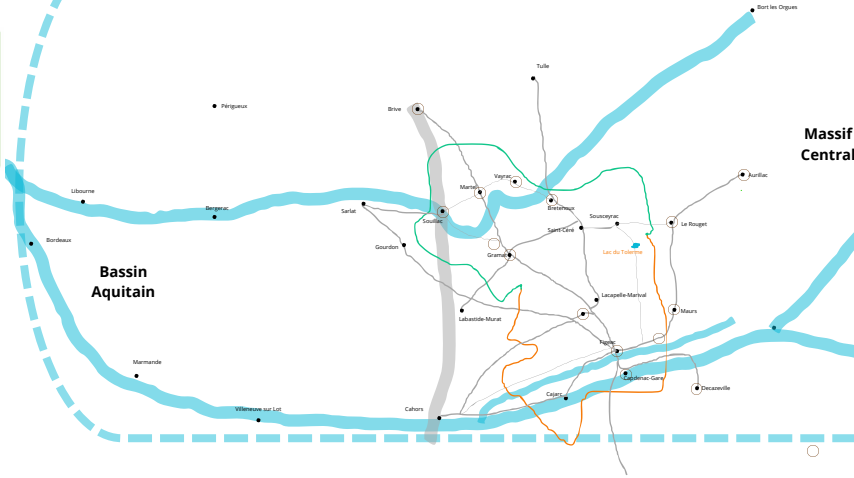 Bort les Orgues
Tulle
Périgueux
Brive
Massif
Central
Vayrac
Aurillac
Martel
Libourne
Bergerac
Sarlat
Bretenoux
Sousceyrac
Souillac
Saint-Céré
Le Rouget
Bordeaux
Gourdon
Gramat
Lac du Tolerme
Bassin
Aquitain
Lacapelle-Marival
Labastide-Murat
Maurs
Figeac
Marmande
Capdenac-Gare
Decazeville
Cajarc
Villeneuve sur Lot
Cahors